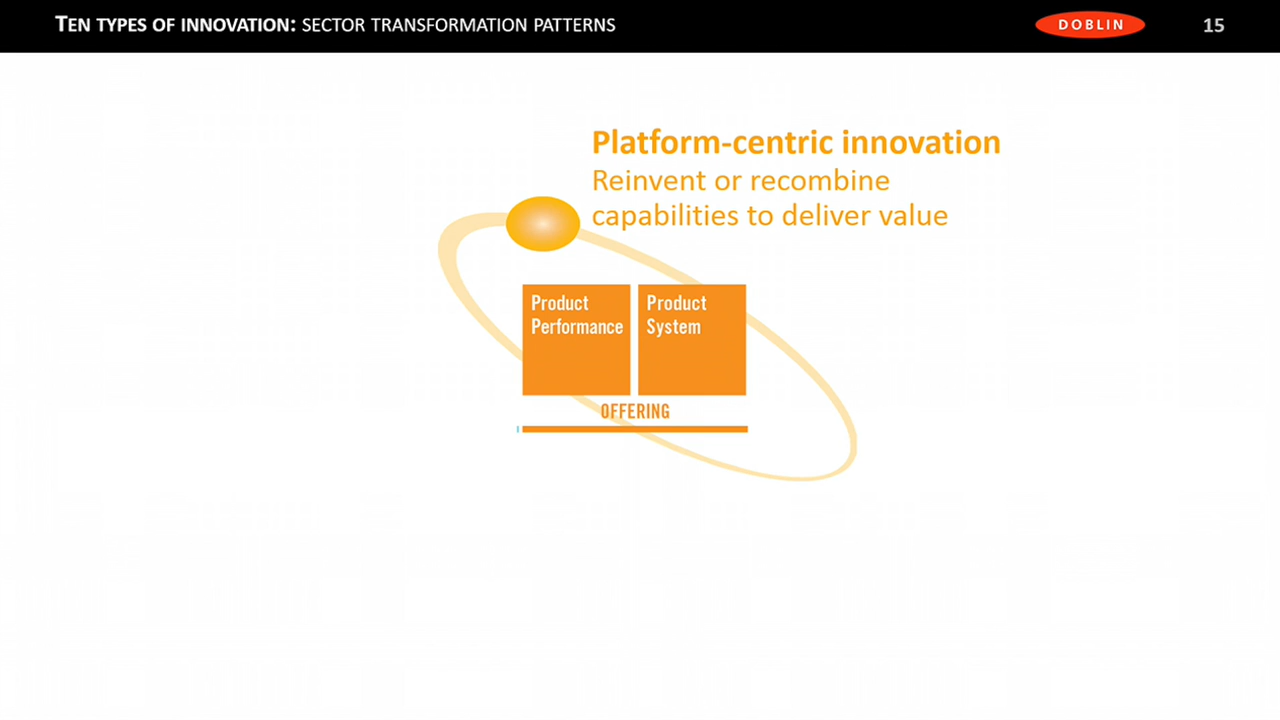 TEN TYPES OF INNOVATION: SECTOR TRANSFORMATION PATTERNS
DOBLIN
15
Platform-centric innovation
Reinvent or recombine
capabilities to deliver value
Product
Performance
Product
System
OFFERING